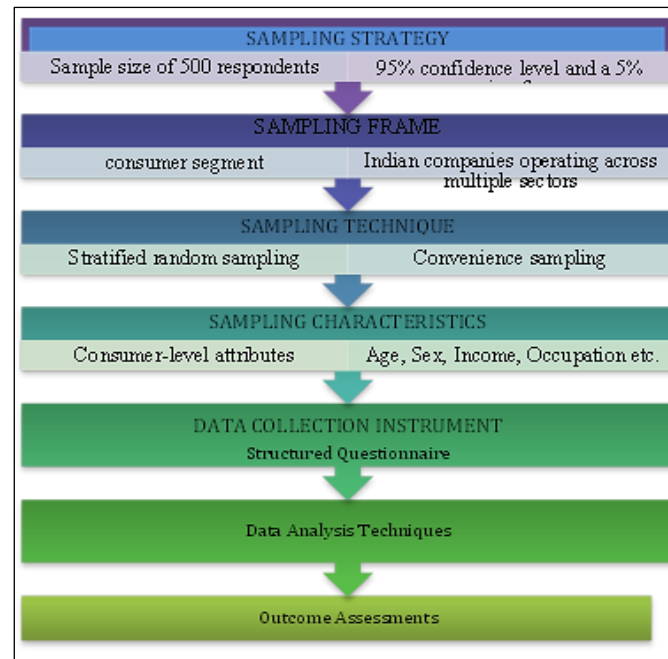 SAMPLING STRATEGY
Sample size of 500 respondents
95% confidence level and a 5%
SAMPLING FRAME
consumer segment
Indian companies operating across
multiple sectors
SAMPLING TECHNIQUE
Stratified random sampling
Convenience sampling
SAMPLING CHARACTERISTICS
Consumer-level attributes
Age, Sex, Income, Occupation etc.
DATA COLLECTION INSTRUMENT
Structured Questionnaire
Data Analysis Techniques
Outcome Assessments